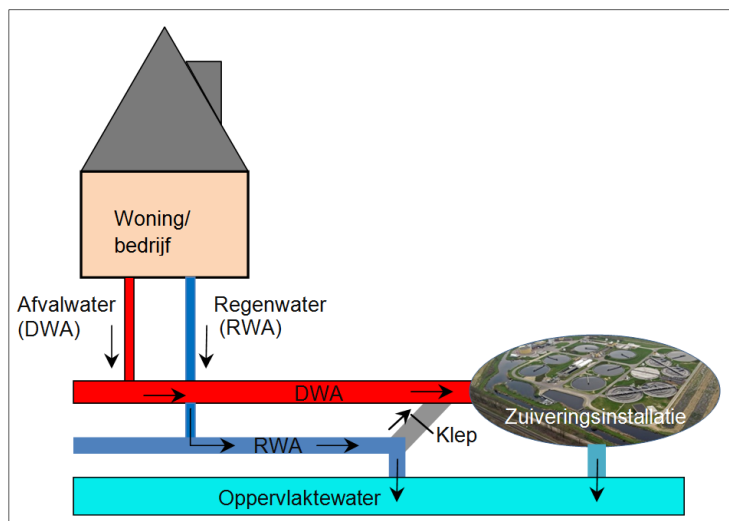 Woning/
bedrijf
Afvalwater
(DWA)
Regenwater
(RWA)
DWA
Zuiveringsinstallatie
Klep
RWA
Oppervlaktewater